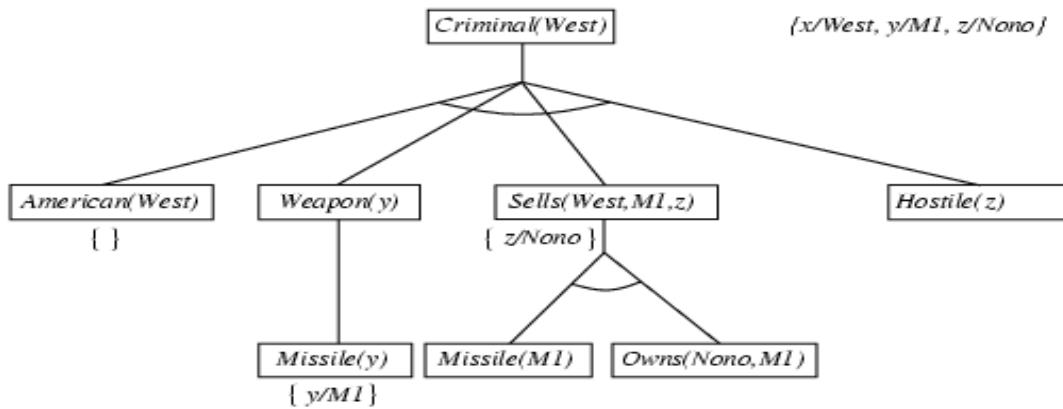 Criminal(West)
{x/West, y/M1, z/Nono}
American(West)
Weapon(y)
Sells(West,M1,z)
Hostile(z)
{ }
{ z/Nono }
Missile(y)
Missile(M1)
Owns(Nono,M1)
{ y/M1}